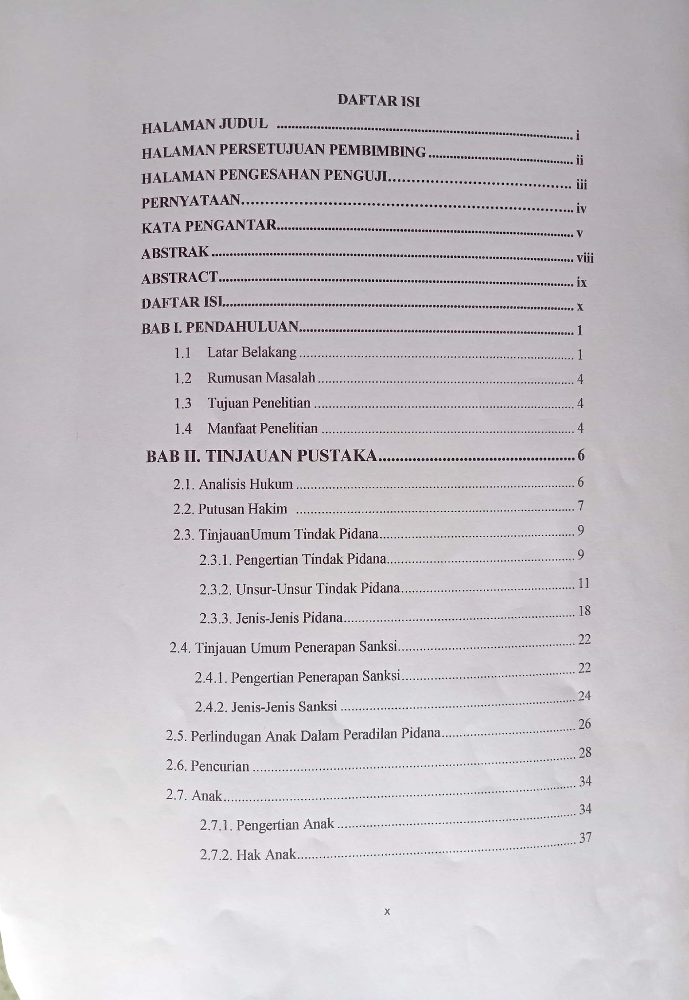 DAFTAR ISI
HALAMAN JUDUL ........................................ i
HALAMAN PERSETUJUAN PEMBIMBING ........................................ ii
HALAMAN PENGESAHAN PENGUJI ........................................ iii
PERNYATAAN ........................................ iv
KATA PENGANTAR ........................................ v
ABSTRAK ........................................ viii
ABSTRACT ........................................ ix
DAFTAR ISI ........................................ x
BAB I. PENDAHULUAN ........................................ 1
1.1 Latar Belakang ........................................ 1
1.2 Rumusan Masalah ........................................ 4
1.3 Tujuan Penelitian ........................................ 4
1.4 Manfaat Penelitian ........................................ 4
BAB II. TINJAUAN PUSTAKA ........................................ 6
2.1. Analisis Hukum ........................................ 6
2.2. Putusan Hakim ........................................ 7
2.3. TinjauanUmum Tindak Pidana ........................................ 9
2.3.1. Pengertian Tindak Pidana ........................................ 9
2.3.2. Unsur-Unsur Tindak Pidana ........................................ 11
2.3.3. Jenis-Jenis Pidana ........................................ 18
2.4. Tinjauan Umum Penerapan Sanksi ........................................ 22
2.4.1. Pengertian Penerapan Sanksi ........................................ 22
2.4.2. Jenis-Jenis Sanksi ........................................ 24
2.5. Perlindugan Anak Dalam Peradilan Pidana ........................................ 26
2.6. Pencurian ........................................ 28
2.7. Anak ........................................ 34
2.7.1. Pengertian Anak ........................................ 34
2.7.2. Hak Anak ........................................ 37
x